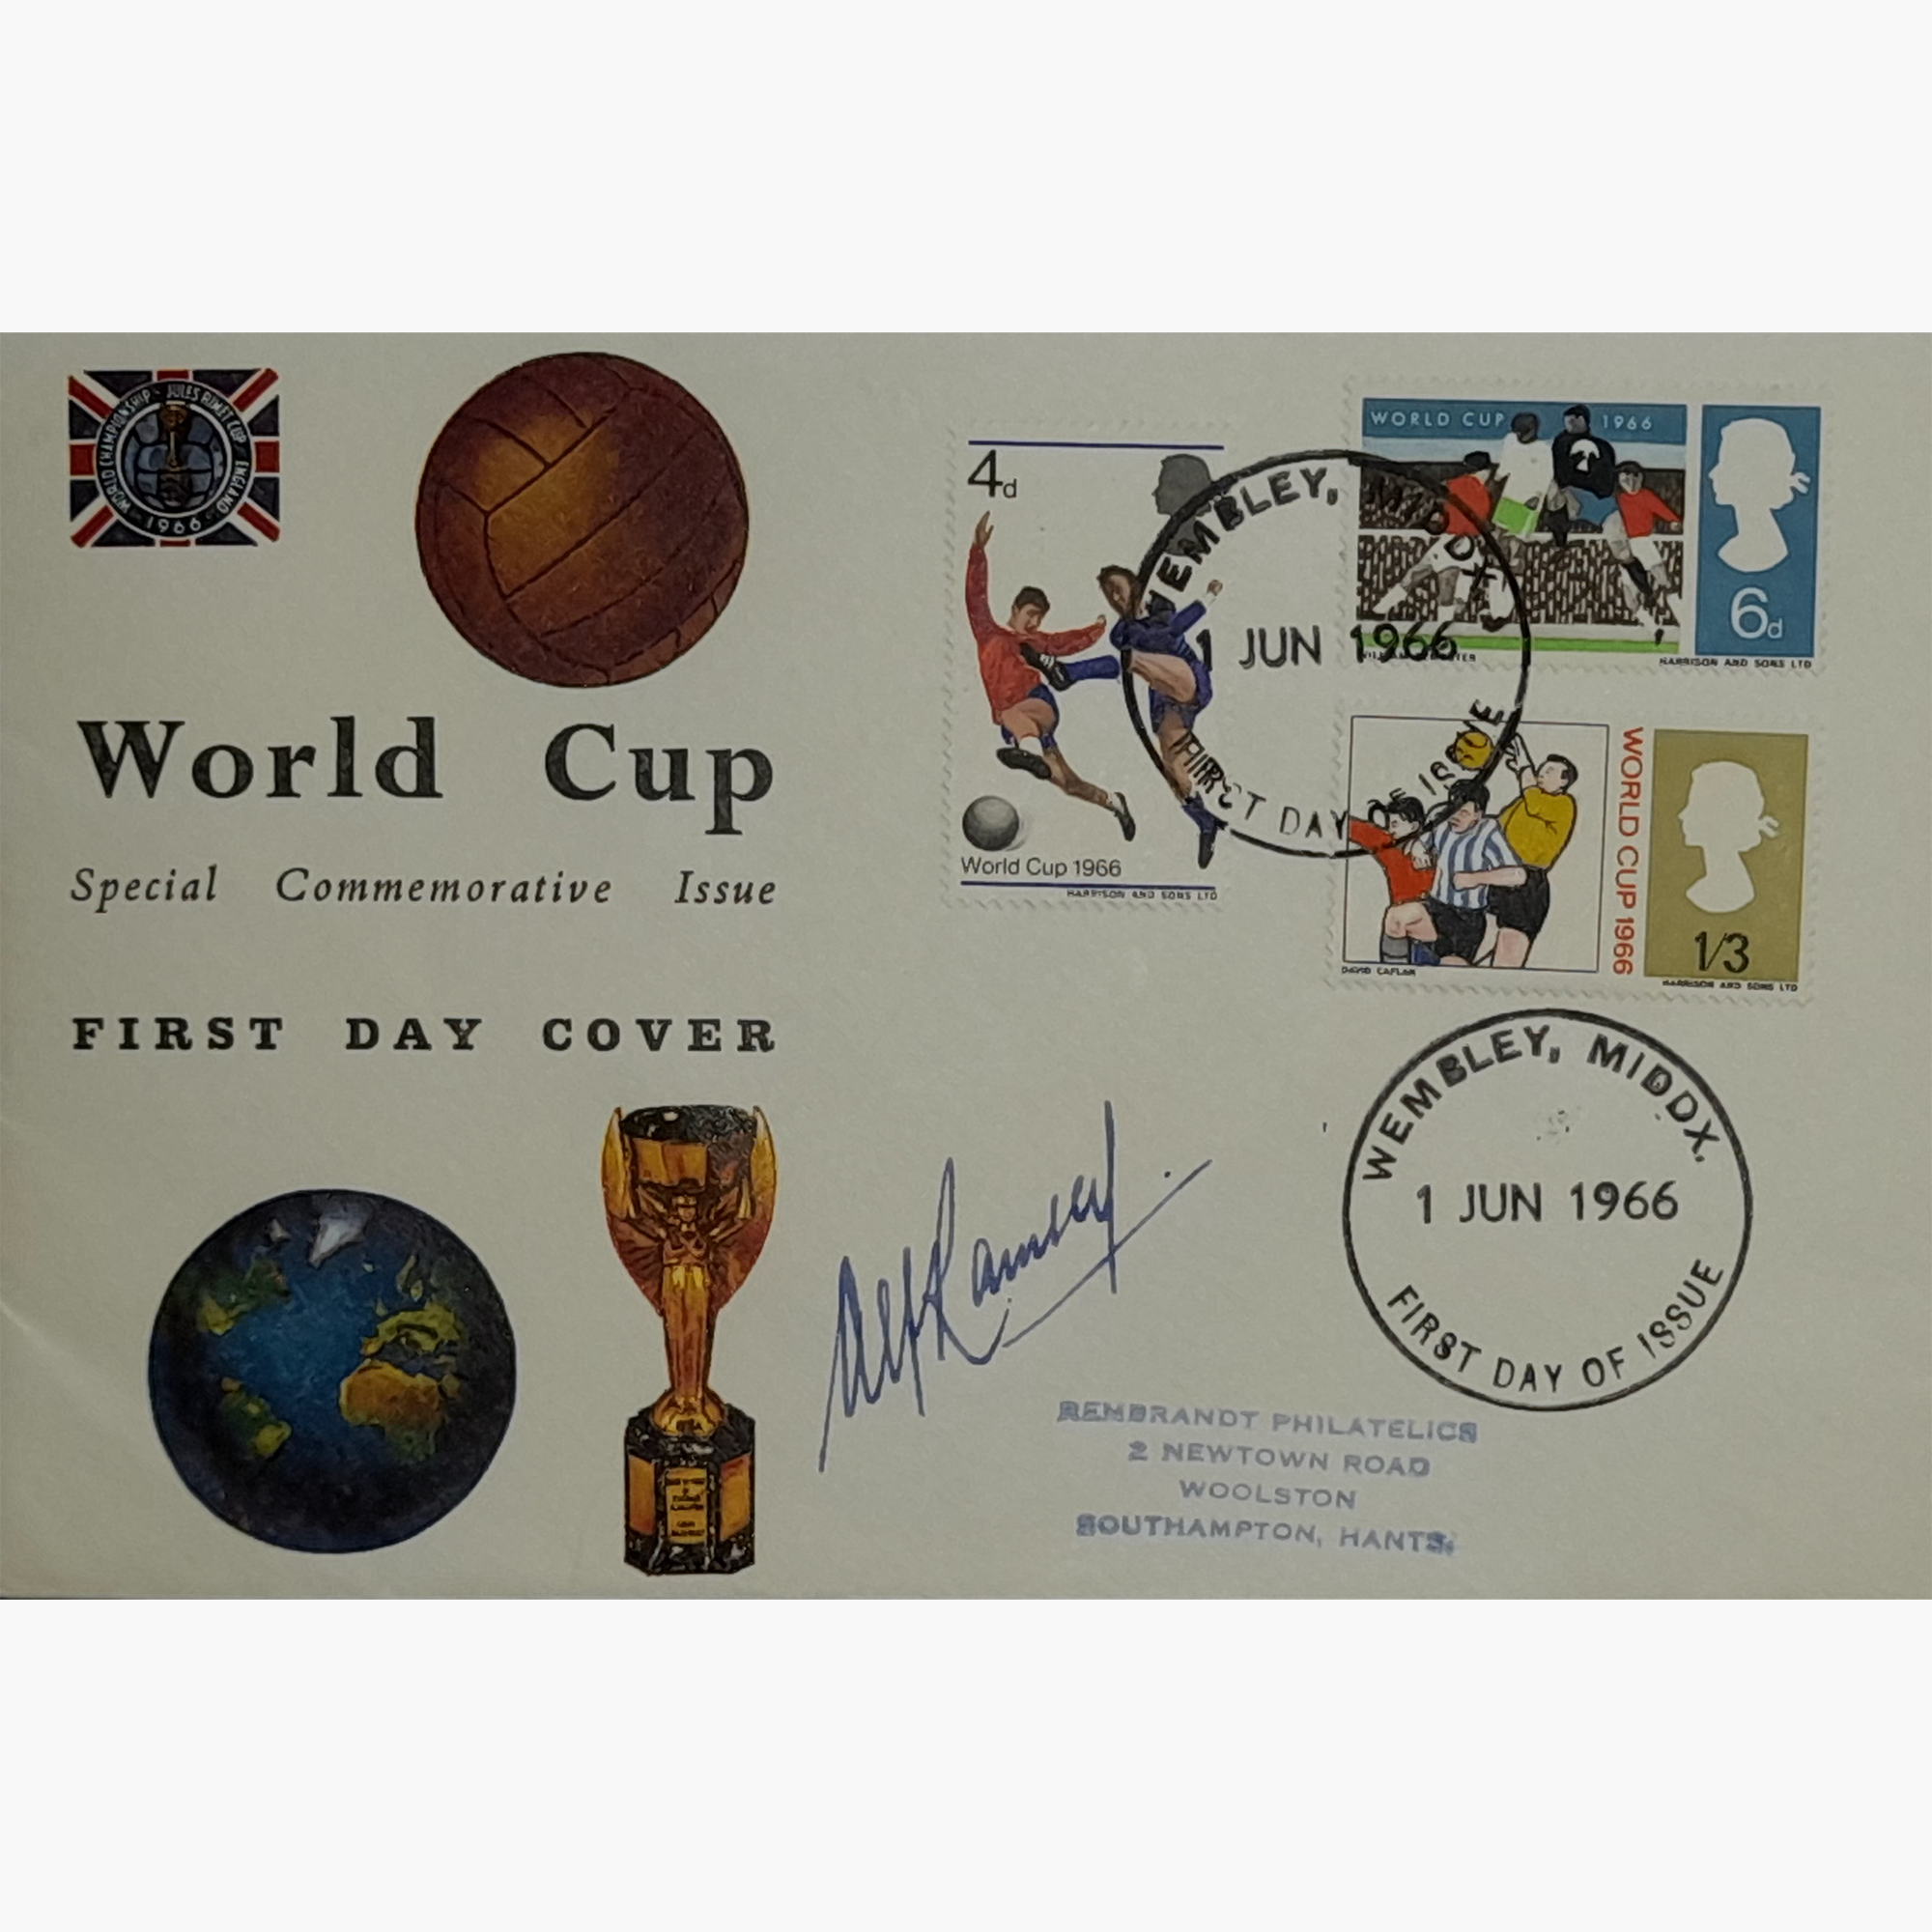 WORLD CHAMPIONSHIP - JULES RIMET CUP ENGLAND
1966
World Cup
Special Commemorative Issue
FIRST DAY COVER
4d
World Cup 1966
HARRISON AND SONS LTD
WORLD CUP 1966
6d
HARRISON AND SONS LTD
WORLD CUP 1966
1/3
DAVID CAPLAN
HARRISON AND SONS LTD
WEMBLEY, MIDDX.
1 JUN 1966
FIRST DAY OF ISSUE
Alf Ramsey.
WEMBLEY, MIDDX.
1 JUN 1966
FIRST DAY OF ISSUE
REMBRANDT PHILATELICS
2 NEWTOWN ROAD
WOOLSTON
SOUTHAMPTON, HANTS.